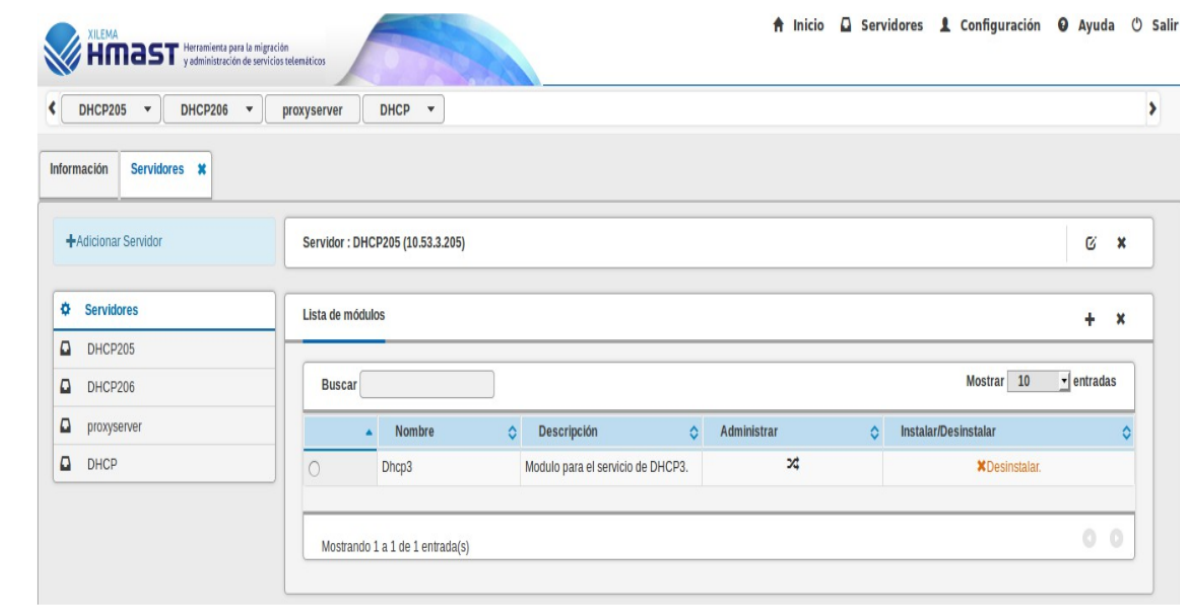 XILEMA
Hmast
Herramienta para la migración
y administración de servicios telemáticos
Inicio Servidores Configuración Ayuda Salir
DHCP205 DHCP206 proxyserver DHCP
Información Servidores
Adicionar Servidor
Servidor : DHCP205 (10.53.3.205)
Servidores
DHCP205
DHCP206
proxyserver
DHCP
Lista de módulos
Buscar
Mostrar 10 entradas
Nombre Descripción Administrar Instalar/Desinstalar
Dhcp3 Modulo para el servicio de DHCP3. Desinstalar.
Mostrando 1 a 1 de 1 entrada(s)